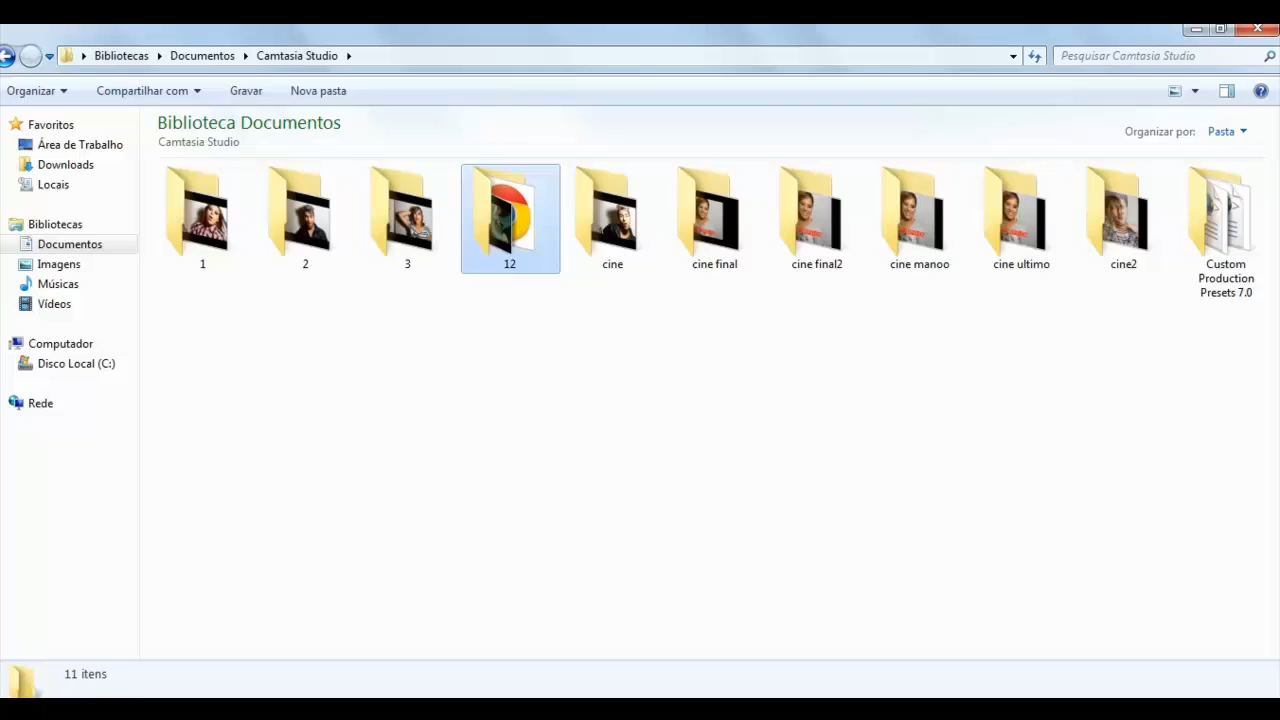 Bibliotecas Documentos Camtasia Studio
Pesquisar Camtasia Studio
Organizar Compartilhar com Gravar Nova pasta
Favoritos
Área de Trabalho
Downloads
Locais
Bibliotecas
Documentos
Imagens
Músicas
Vídeos
Computador
Disco Local (C:)
Rede
Biblioteca Documentos
Camtasia Studio
Organizar por: Pasta
1
2
3
12
cine
cine final
cine final2
cine manoo
cine ultimo
cine2
Custom
Production
Presets 7.0
11 itens